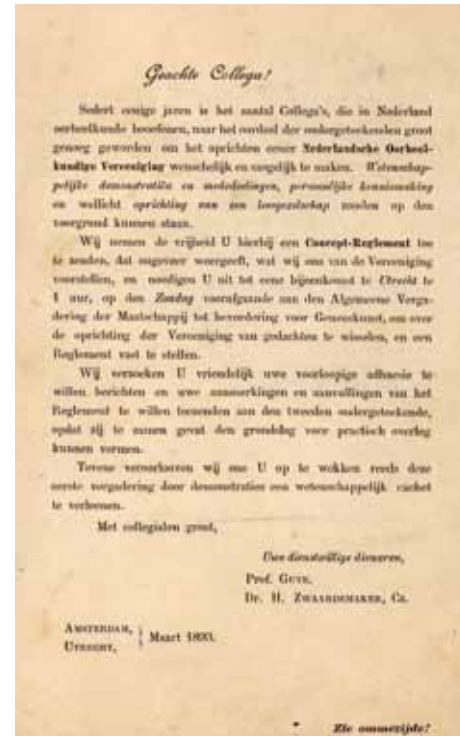 Geachte Collega!
Sedert eenige jaren is het aantal Collega's, die in Nederland
oorheelkunde beoefenen, naar het oordeel der ondergeteekenden groot
genoeg geworden om het oprichten eener Nederlandsche Oorheel-
kundige Vereeniging wenschelijk en mogelijk te maken. Wetenschap-
pelijke demonstratiën en mededeelingen, persoonlijke kennismaking
en wellicht oprichting van een leesgezelschap zouden op den
voorgrond kunnen staan.
Wij nemen de vrijheid U hierbij een Concept-Reglement toe
te zenden, dat ongeveer weergeeft, wat wij ons van de Vereeniging
voorstellen, en noodigen U uit tot eene bijeenkomst te Utrecht te
1 uur, op den Zondag voorafgaande aan den Algemeene Verga-
dering der Maatschappij tot bevordering voor Geneeskunst, om over
de oprichting der Vereeniging van gedachten te wisselen, en een
Reglement vast te stellen.
Wij verzoeken U vriendelijk uwe voorloopige adhaesie te
willen berichten en uwe aanmerkingen en aanvullingen van het
Reglement te willen toezenden aan den tweeden ondergeteekende,
opdat zij te zamen gevat den grondslag voor practisch overleg
kunnen vormen.
Tevens veroorloven wij ons U op te wekken reeds deze
eerste vergadering door demonstraties een wetenschappelijk cachet
te verleenen.
Met collegialen groet,
Uwe dienstwillige dienaren,
Prof. Guye.
Dr. H. Zwaardemaker, Cz.
Amsterdam,
Utrecht, Maart 1893.
Zie ommezijde!